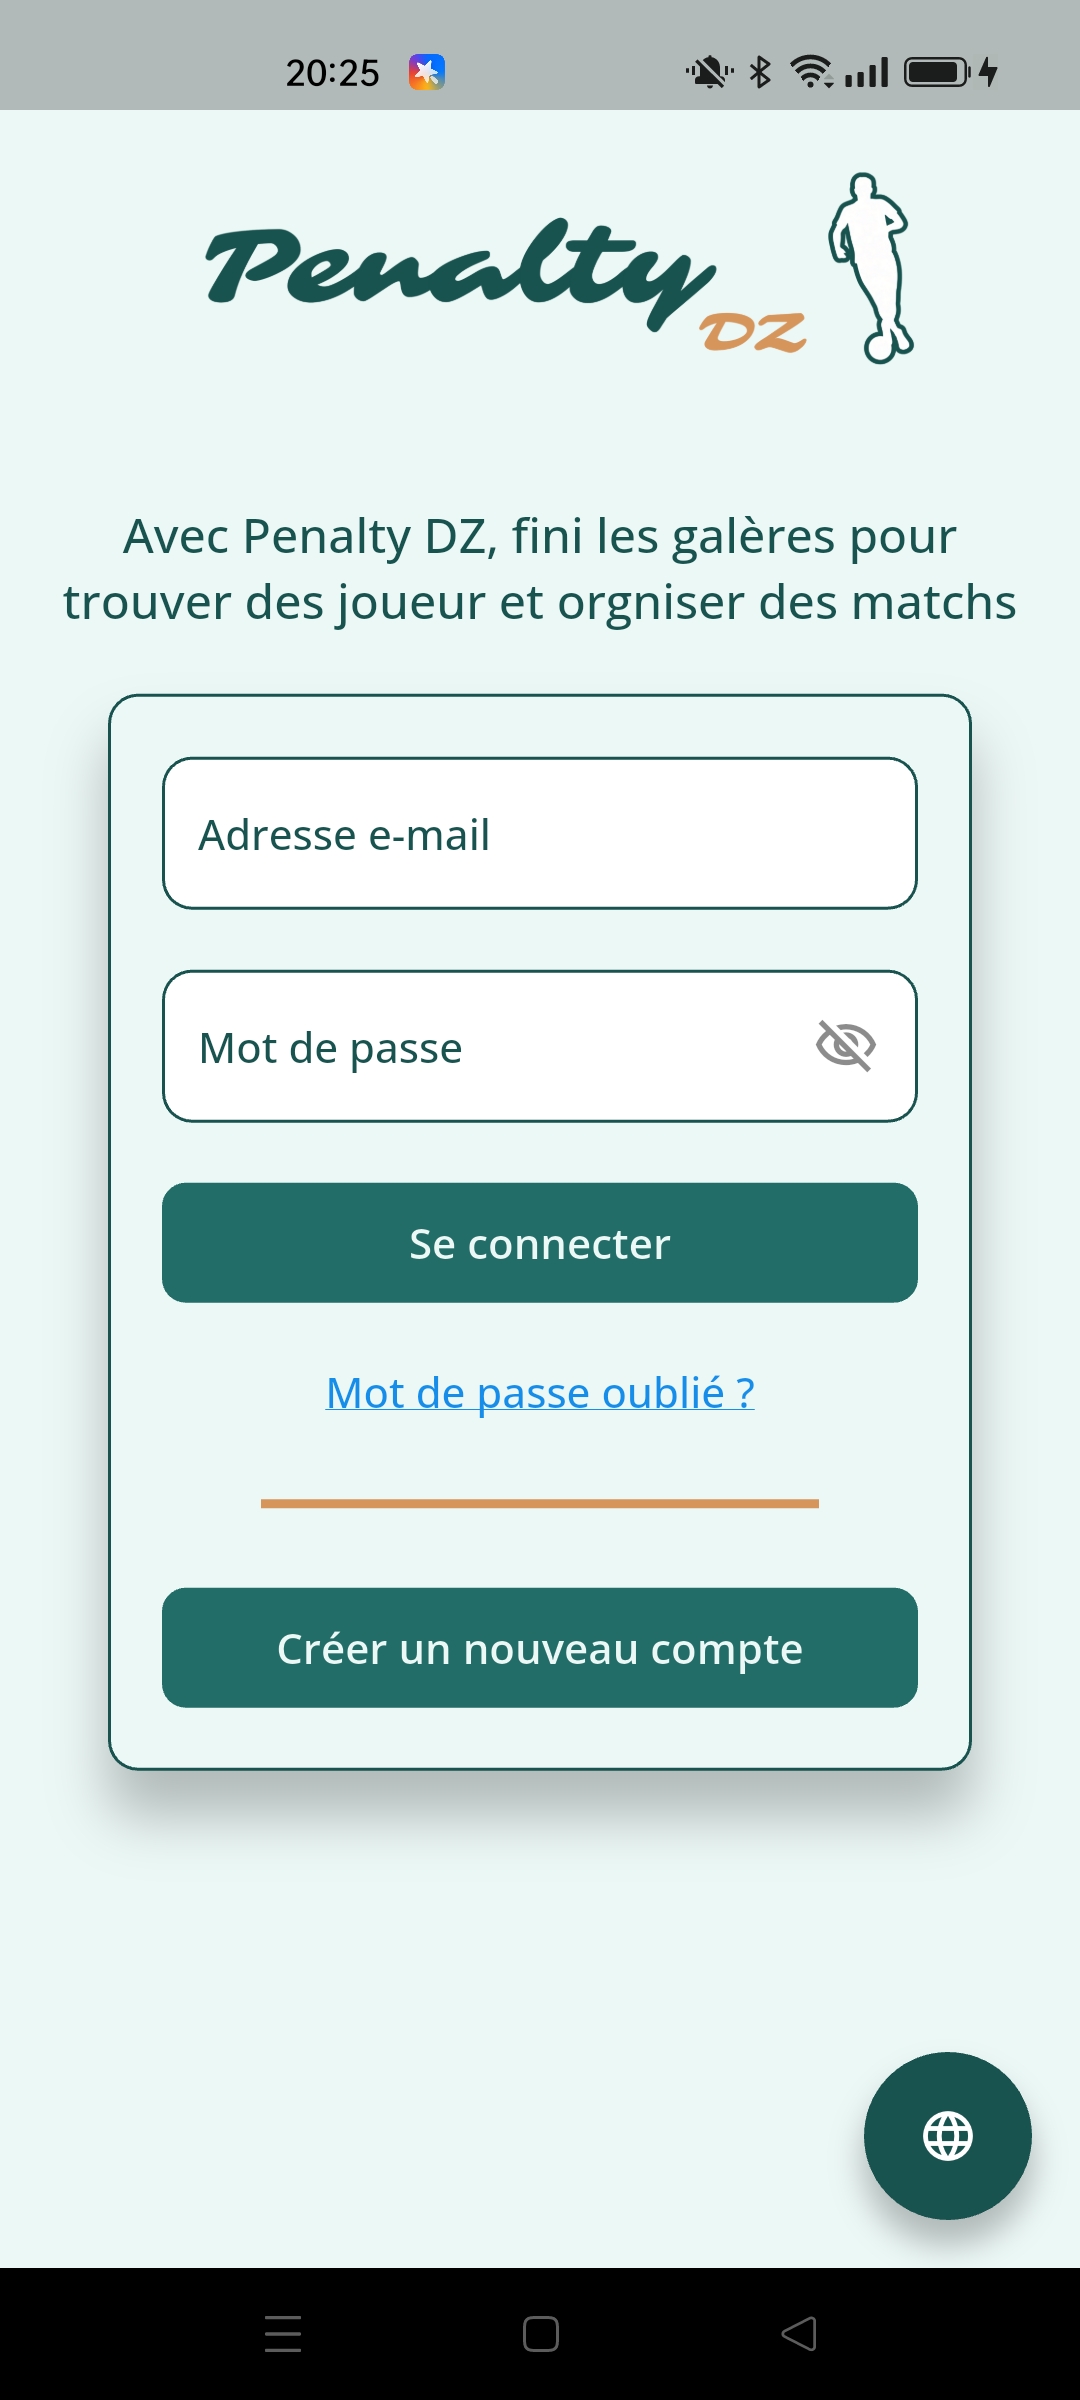 20:25
Penalty
DZ
Avec Penalty DZ, fini les galères pour
trouver des joueur et orgniser des matchs
Adresse e-mail
Mot de passe
Se connecter
Mot de passe oublié ?
Créer un nouveau compte